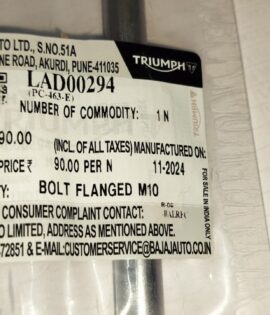 TO LTD., S.NO.51A
NE ROAD, AKURDI, PUNE-411035
TRIUMPH
LAD00294
(PC-463-E)
NUMBER OF COMMODITY: 1 N
90.00 (INCL OF ALL TAXES) MANUFACTURED ON:
PRICE ₹ 90.00 PER N 11-2024
TY: BOLT FLANGED M10
CONSUMER COMPLAINT CONTACT:
O LIMITED, ADDRESS AS MENTIONED ABOVE.
72851 & E-MAIL:CUSTOMERSERVICE@BAJAJAUTO.CO.IN
FOR SALE IN INDIA ONLY
TRIUMPH